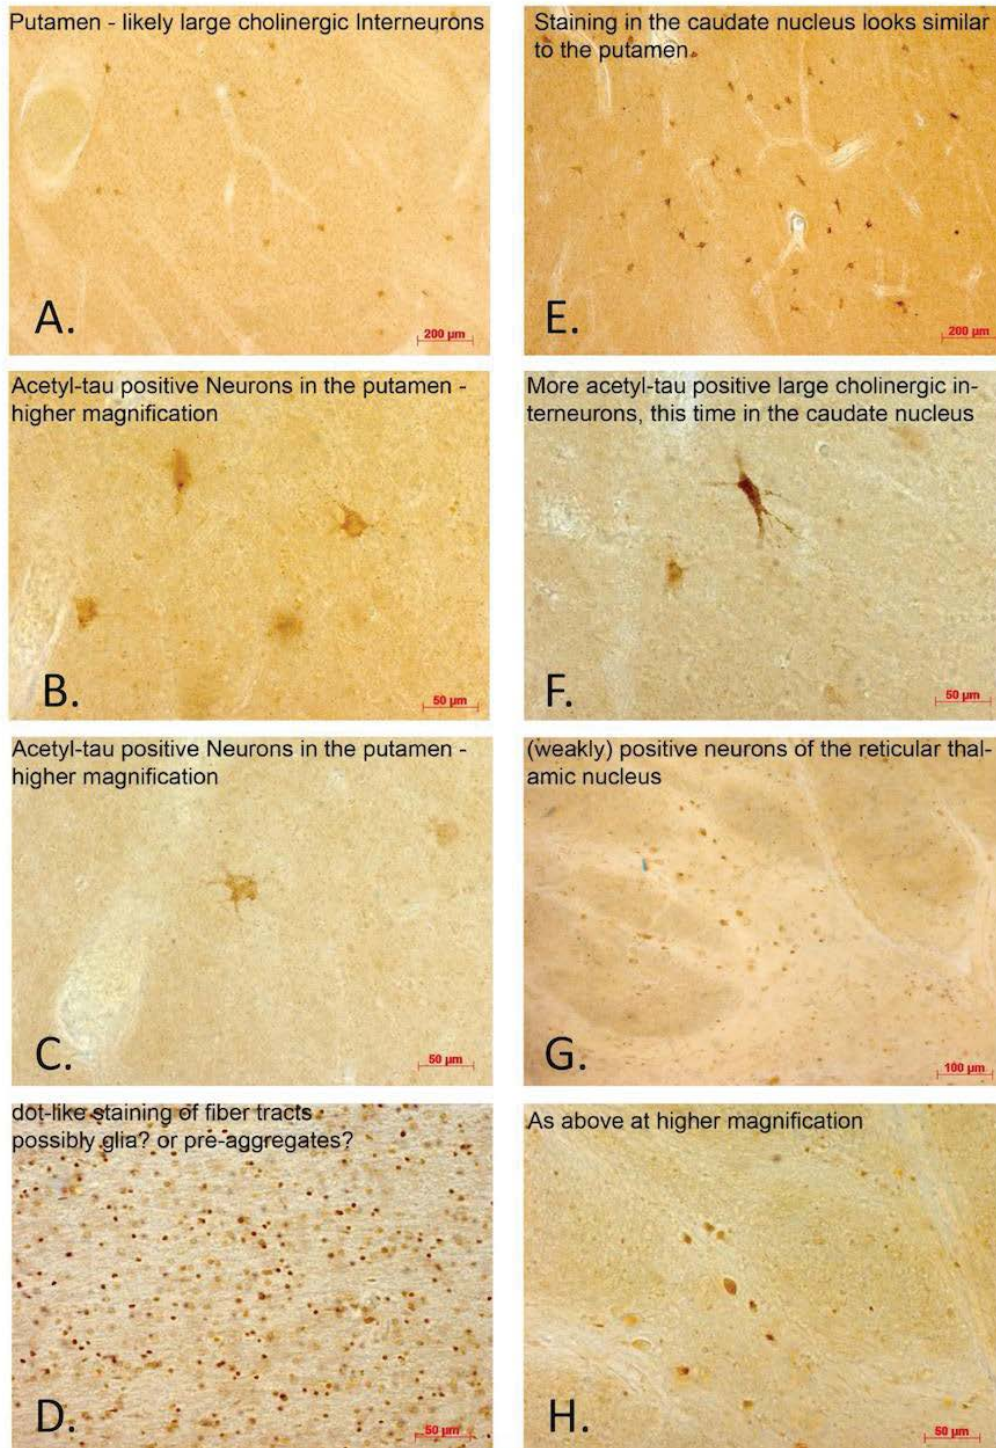 Putamen - likely large cholinergic Interneurons
200 µm
A.
Acetyl-tau positive Neurons in the putamen -
higher magnification
50 µm
B.
Acetyl-tau positive Neurons in the putamen -
higher magnification
50 µm
C.
dot-like staining of fiber tracts
possibly glia? or pre-aggregates?
50 µm
D.
Staining in the caudate nucleus looks similar
to the putamen
200 µm
E.
More acetyl-tau positive large cholinergic in-
terneurons, this time in the caudate nucleus
50 µm
F.
(weakly) positive neurons of the reticular thal-
amic nucleus
100 µm
G.
As above at higher magnification
50 µm
H.